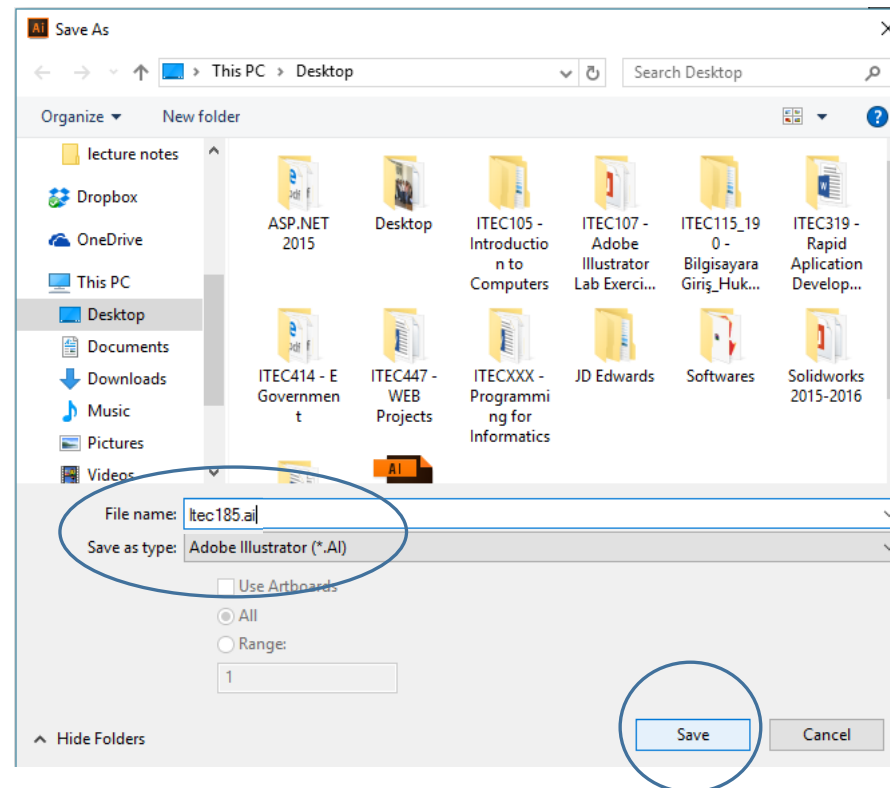 Ai Save As
This PC > Desktop
Search Desktop
Organize
New folder
?
lecture notes
Dropbox
OneDrive
This PC
Desktop
Documents
Downloads
Music
Pictures
Videos
ASP.NET
2015
Desktop
ITEC105 -
Introductio
n to
Computers
ITEC107 -
Adobe
Illustrator
Lab Exerci...
ITEC115_19
0 -
Bilgisayara
Giriş_Huk...
ITEC319 -
Rapid
Aplication
Develop...
ITEC414 - E
Governmen
t
ITEC447 -
WEB
Projects
ITECXXX -
Programmi
ng for
Informatics
JD Edwards
Softwares
Solidworks
2015-2016
AI
File name: Itec185.ai
Save as type: Adobe Illustrator (*.AI)
Use Artboards
All
Range:
1
Hide Folders
Save
Cancel